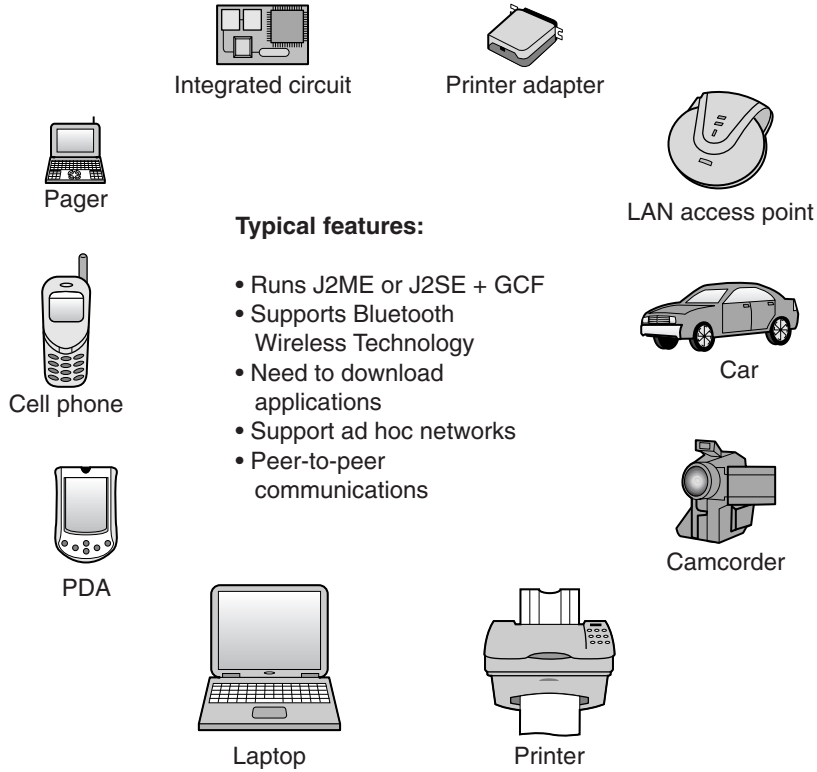 Integrated circuit
Printer adapter
Pager
LAN access point
Typical features:
• Runs J2ME or J2SE + GCF
• Supports Bluetooth
Wireless Technology
• Need to download
applications
• Support ad hoc networks
• Peer-to-peer
communications
Cell phone
Car
PDA
Camcorder
Laptop
Printer